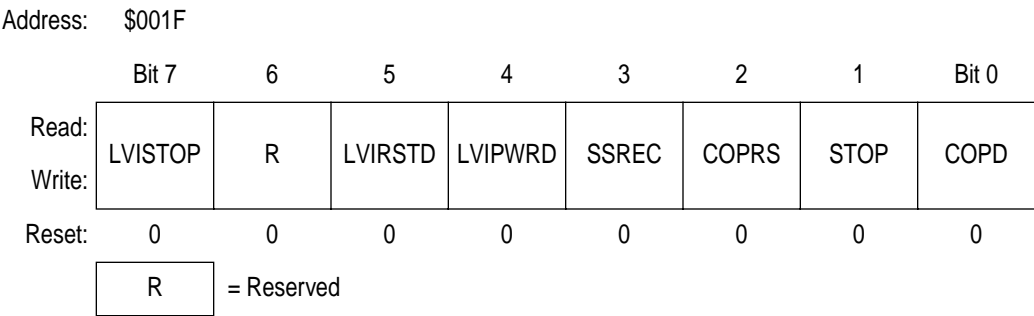 Address: $001F
Bit 7 6 5 4 3 2 1 Bit 0
Read:
LVISTOP R LVIRSTD LVIPWRD SSREC COPRS STOP COPD
Write:
Reset: 0 0 0 0 0 0 0 0
R = Reserved